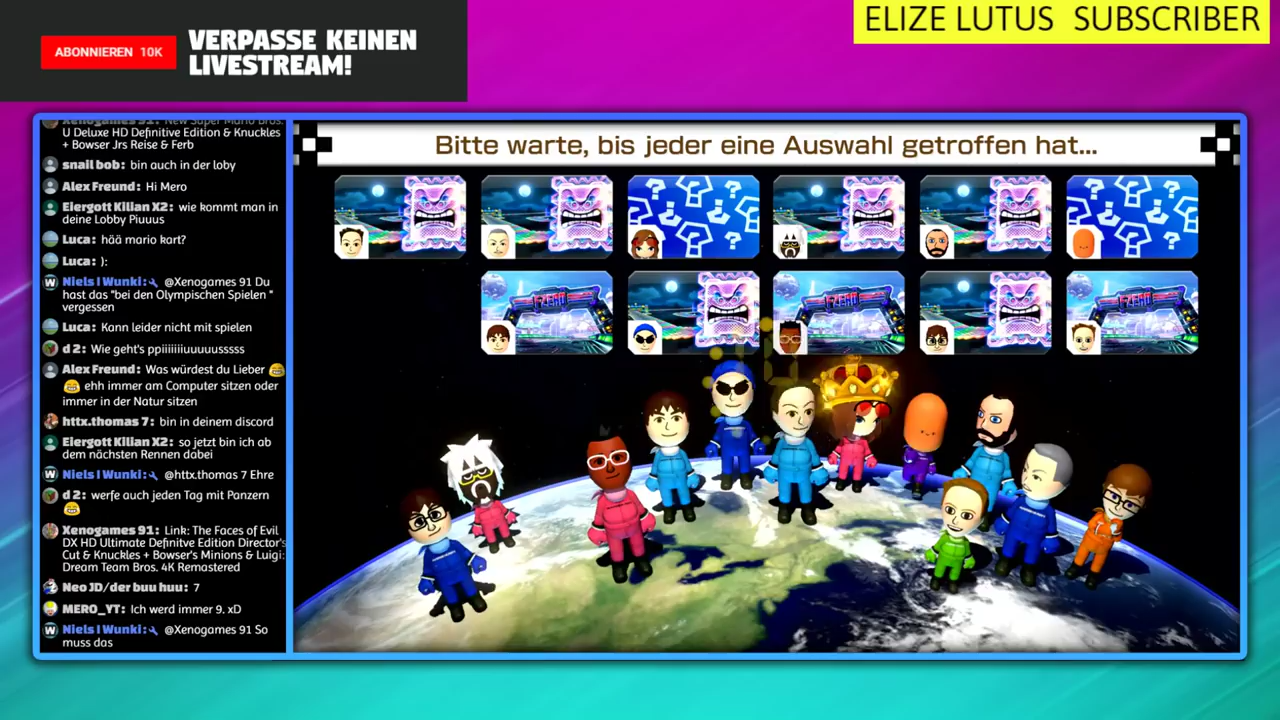 ELIZE LUTUS SUBSCRIBER
ABONNIEREN 10K
VERPASSE KEINEN
LIVESTREAM!
Xenogames 91: New Super Mario Bros.
U Deluxe HD Definitive Edition & Knuckles
+ Bowser Jrs Reise & Ferb
snail bob: bin auch in der loby
Alex Freund: Hi Mero
Eiergott Kilian X2: wie kommt man in
deine Lobby Piuuus
Luca: hää mario kart?
Luca: ):
Niels | Wunki: @Xenogames 91 Du
hast das "bei den Olympischen Spielen "
vergessen
Luca: Kann leider nicht mit spielen
d 2: Wie geht's ppiiiiiiiuuuuusssss
Alex Freund: Was würdest du Lieber 😂
😂 ehh immer am Computer sitzen oder
immer in der Natur sitzen
httx.thomas 7: bin in deinem discord
Eiergott Kilian X2: so jetzt bin ich ab
dem nächsten Rennen dabei
Niels | Wunki: @httx.thomas 7 Ehre
d 2: werfe auch jeden Tag mit Panzern
😂
Xenogames 91: Link: The Faces of Evil
DX HD Ultimate Defintve Edition Director's
Cut & Knuckles + Bowser's Minions & Luigi:
Dream Team Bros. 4K Remastered
Neo JD/der buu huu: 7
MERO_YT: Ich werd immer 9. xD
Niels | Wunki: @Xenogames 91 So
muss das
Bitte warte, bis jeder eine Auswahl getroffen hat...
? ? ? ? ? ?